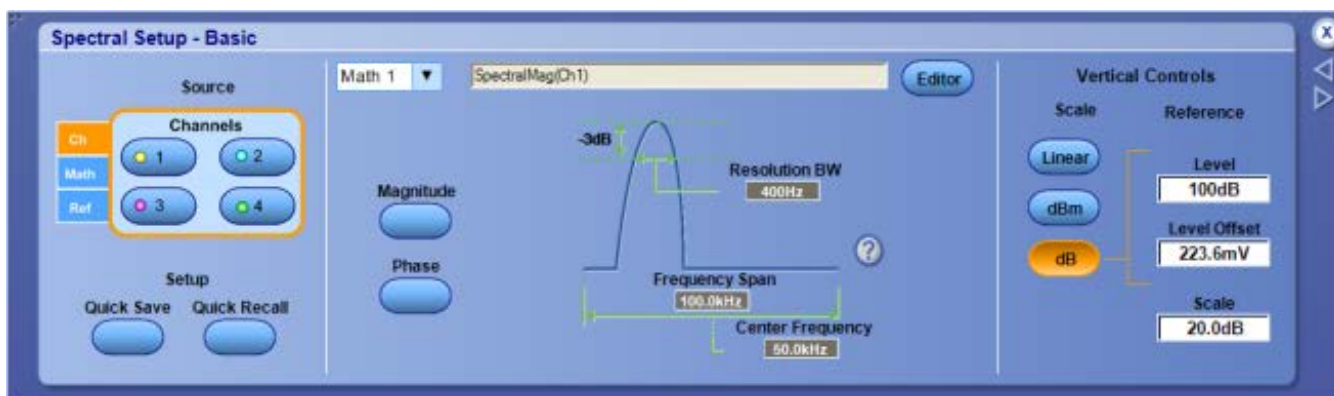 Spectral Setup - Basic
X
Source
Ch
Math
Ref
Channels
1
2
3
4
Setup
Quick Save
Quick Recall
Math 1
SpectralMag(Ch1)
Editor
Magnitude
Phase
-3dB
Resolution BW
400Hz
?
Frequency Span
100.0kHz
Center Frequency
50.0kHz
Vertical Controls
Scale
Linear
dBm
dB
Reference
Level
100dB
Level Offset
223.6mV
Scale
20.0dB